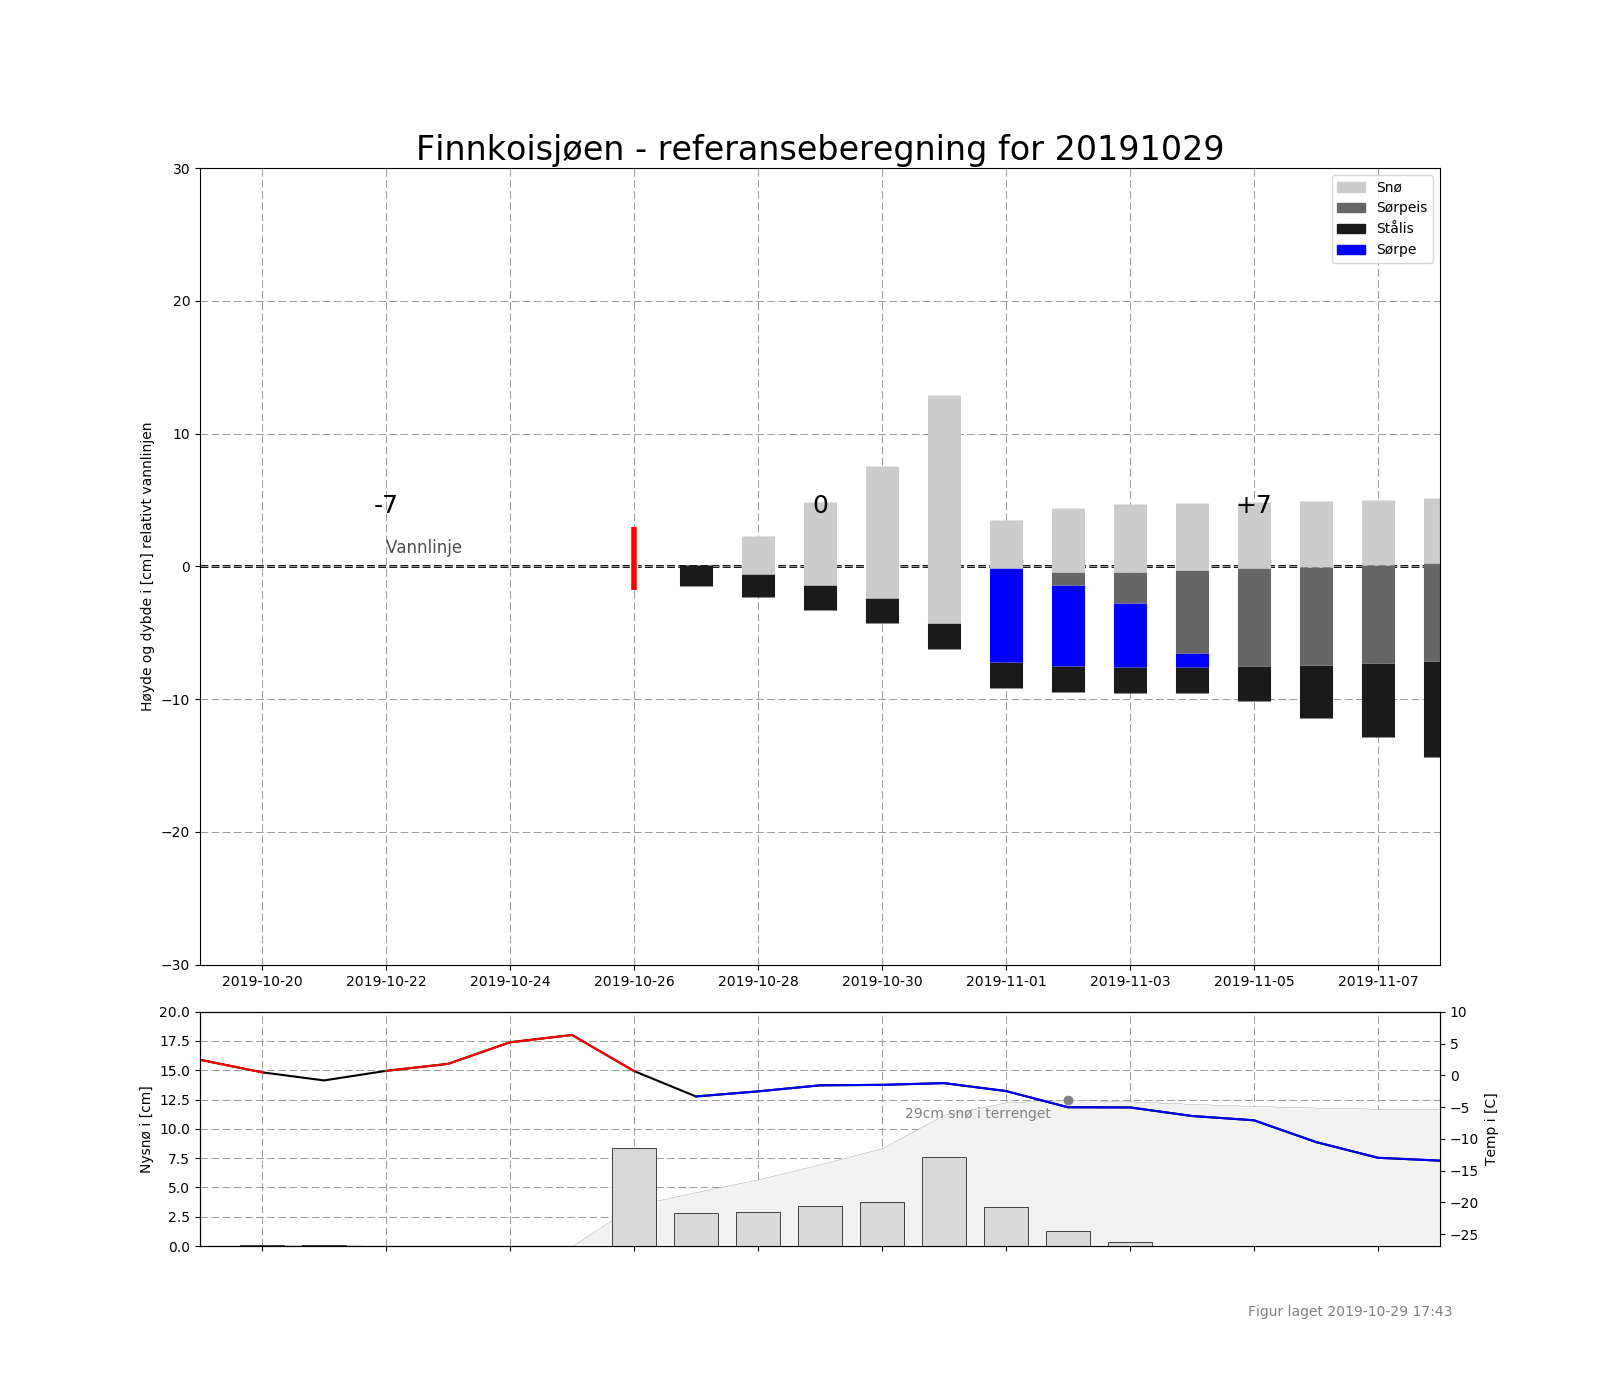 Finnkoisjøen - referanseberegning for 20191029
Høyde og dybde i [cm] relativt vannlinjen
30
20
10
0
−10
−20
−30
Snø
Sørpeis
Stålis
Sørpe
-7
0
+7
Vannlinje
2019-10-20 2019-10-22 2019-10-24 2019-10-26 2019-10-28 2019-10-30 2019-11-01 2019-11-03 2019-11-05 2019-11-07
Nysnø i [cm]
20.0
17.5
15.0
12.5
10.0
7.5
5.0
2.5
0.0
29cm snø i terrenget
10
5
0
−5
−10
−15
−20
−25
Temp i [C]
Figur laget 2019-10-29 17:43